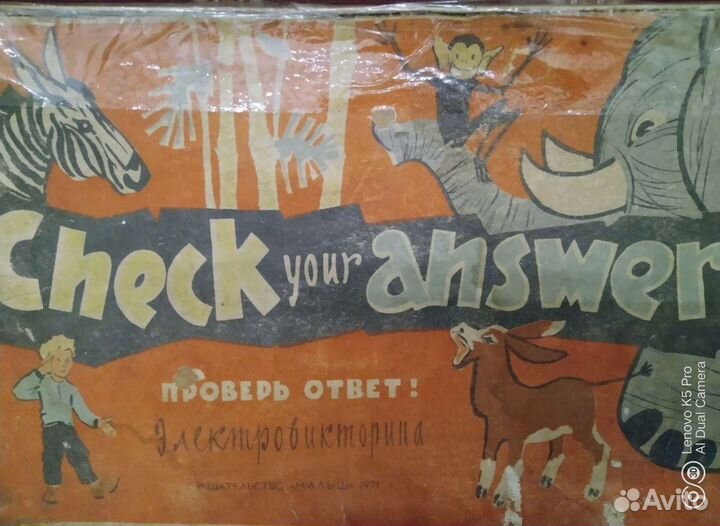 Check your answer
ПРОВЕРЬ ОТВЕТ!
Электровикторина
ИЗДАТЕЛЬСТВО «МАЛЫШ» 1971 г.
Lenovo K5 Pro
AI Dual Camera
Avito